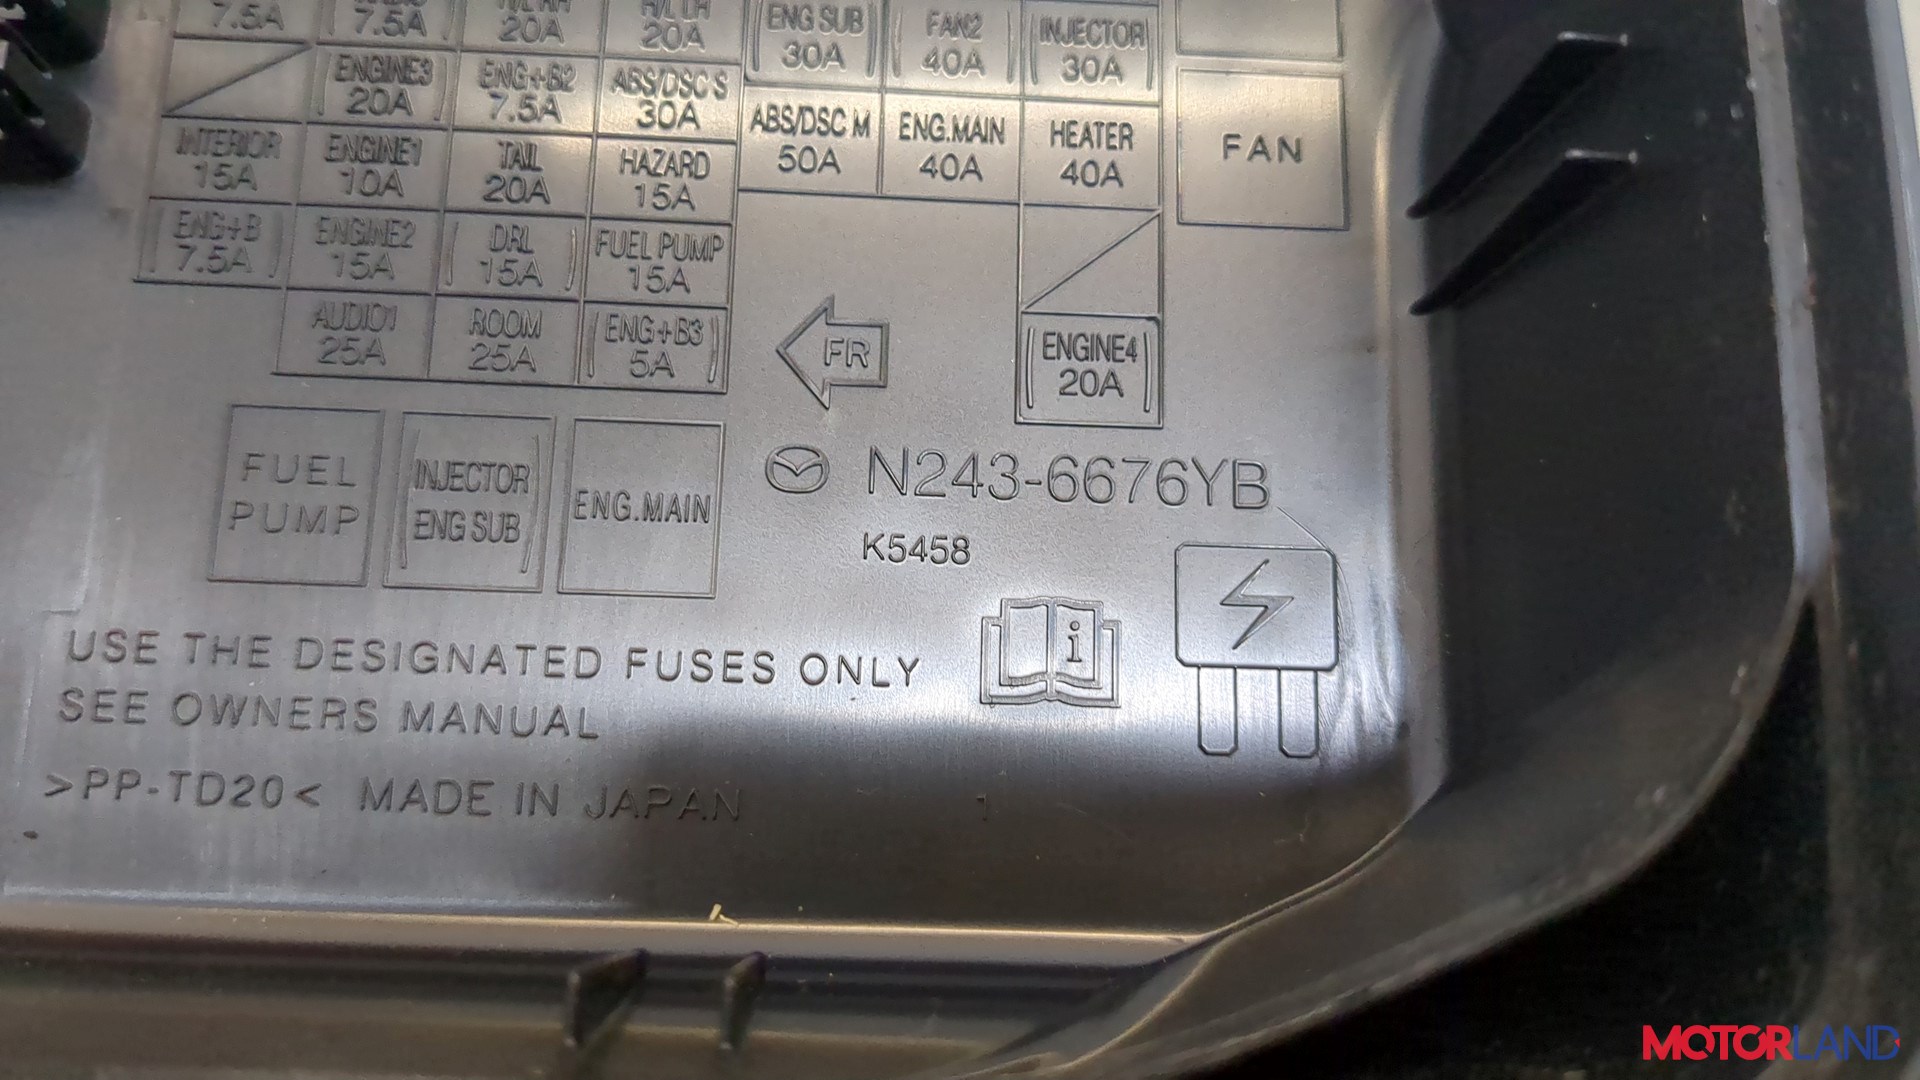 7.5A
7.5A
H/L RH
20A
H/L LH
20A
ENG SUB
30A
FAN2
40A
INJECTOR
30A
ENGINE3
20A
ENG+B2
7.5A
ABS/DSC S
30A
ABS/DSC M
50A
ENG.MAIN
40A
HEATER
40A
FAN
INTERIOR
15A
ENGINE1
10A
TAIL
20A
HAZARD
15A
ENG+B
7.5A
ENGINE2
15A
DRL
15A
FUEL PUMP
15A
AUDIO1
25A
ROOM
25A
ENG+B3
5A
FR
ENGINE4
20A
FUEL
PUMP
INJECTOR
ENG SUB
ENG.MAIN
N243-6676YB
K5458
i
USE THE DESIGNATED FUSES ONLY
SEE OWNERS MANUAL
>PP-TD20< MADE IN JAPAN
1
MOTORLAND